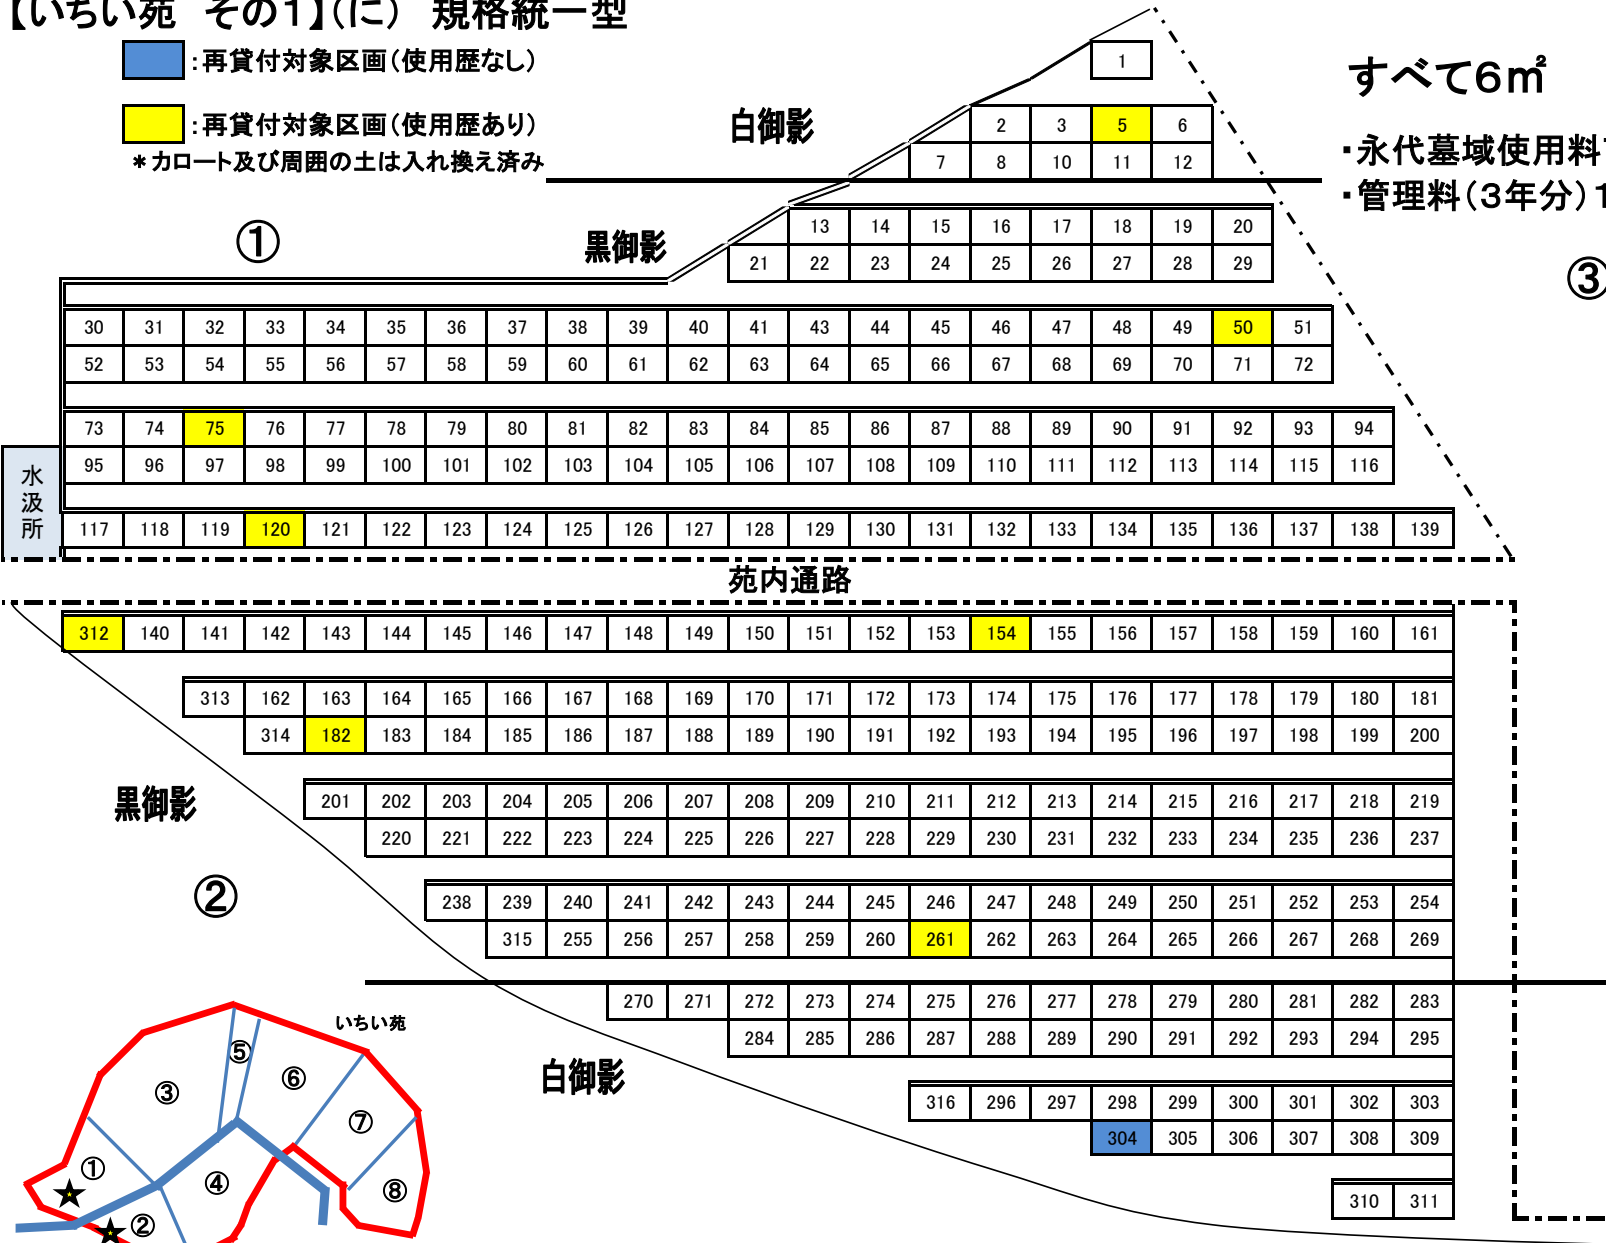 【いちい苑 その１】(に) 規格統一型
：再貸付対象区画（使用歴なし）
：再貸付対象区画（使用歴あり）
＊カロート及び周囲の土は入れ換え済み
すべて６㎡
・永代墓域使用料
・管理料（３年分）１
白御影
①
黒御影
③
1
2 3 5 6
7 8 10 11 12
13 14 15 16 17 18 19 20
21 22 23 24 25 26 27 28 29
30 31 32 33 34 35 36 37 38 39 40 41 43 44 45 46 47 48 49 50 51
52 53 54 55 56 57 58 59 60 61 62 63 64 65 66 67 68 69 70 71 72
73 74 75 76 77 78 79 80 81 82 83 84 85 86 87 88 89 90 91 92 93 94
95 96 97 98 99 100 101 102 103 104 105 106 107 108 109 110 111 112 113 114 115 116
水汲所
117 118 119 120 121 122 123 124 125 126 127 128 129 130 131 132 133 134 135 136 137 138 139
苑内通路
312 140 141 142 143 144 145 146 147 148 149 150 151 152 153 154 155 156 157 158 159 160 161
313 162 163 164 165 166 167 168 169 170 171 172 173 174 175 176 177 178 179 180 181
314 182 183 184 185 186 187 188 189 190 191 192 193 194 195 196 197 198 199 200
黒御影
201 202 203 204 205 206 207 208 209 210 211 212 213 214 215 216 217 218 219
220 221 222 223 224 225 226 227 228 229 230 231 232 233 234 235 236 237
②
238 239 240 241 242 243 244 245 246 247 248 249 250 251 252 253 254
315 255 256 257 258 259 260 261 262 263 264 265 266 267 268 269
270 271 272 273 274 275 276 277 278 279 280 281 282 283
284 285 286 287 288 289 290 291 292 293 294 295
白御影
316 296 297 298 299 300 301 302 303
304 305 306 307 308 309
310 311
いちい苑
⑤
⑥
③
⑦
①
④
⑧
②